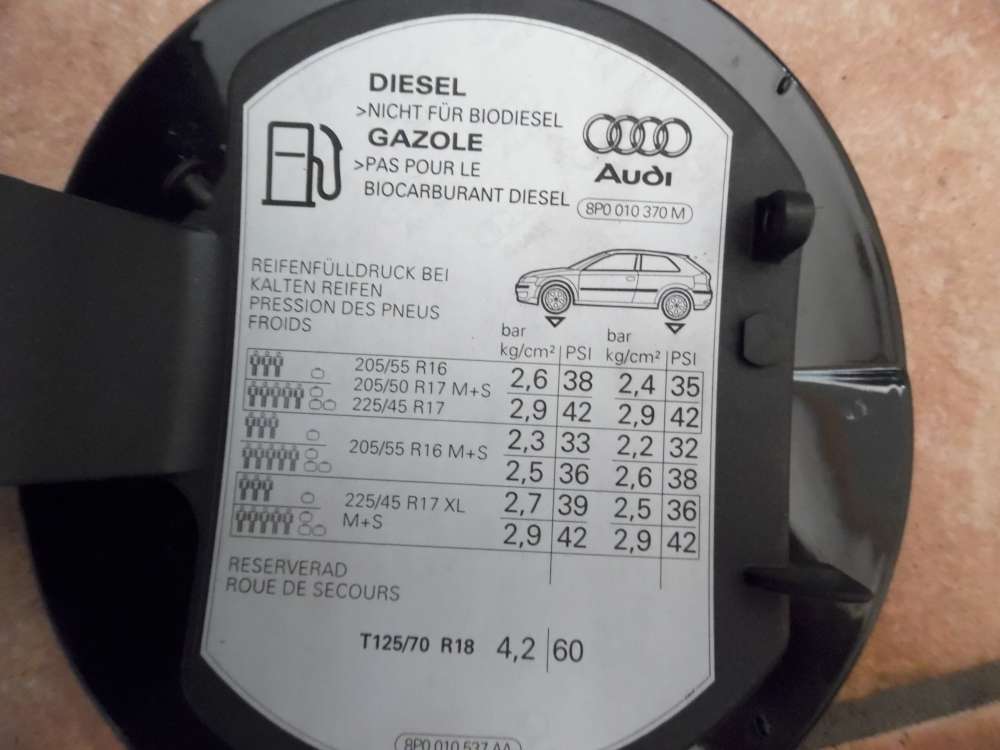 DIESEL
>NICHT FÜR BIODIESEL
GAZOLE
>PAS POUR LE
BIOCARBURANT DIESEL
Audi
8P0 010 370 M
REIFENFÜLLDRUCK BEI
KALTEN REIFEN
PRESSION DES PNEUS
FROIDS
bar bar
kg/cm² PSI kg/cm² PSI
205/55 R16
205/50 R17 M+S 2,6 38 2,4 35
225/45 R17 2,9 42 2,9 42
2,3 33 2,2 32
205/55 R16 M+S
2,5 36 2,6 38
225/45 R17 XL 2,7 39 2,5 36
M+S 2,9 42 2,9 42
RESERVERAD
ROUE DE SECOURS
T125/70 R18 4,2 60
8P0 010 527 AA